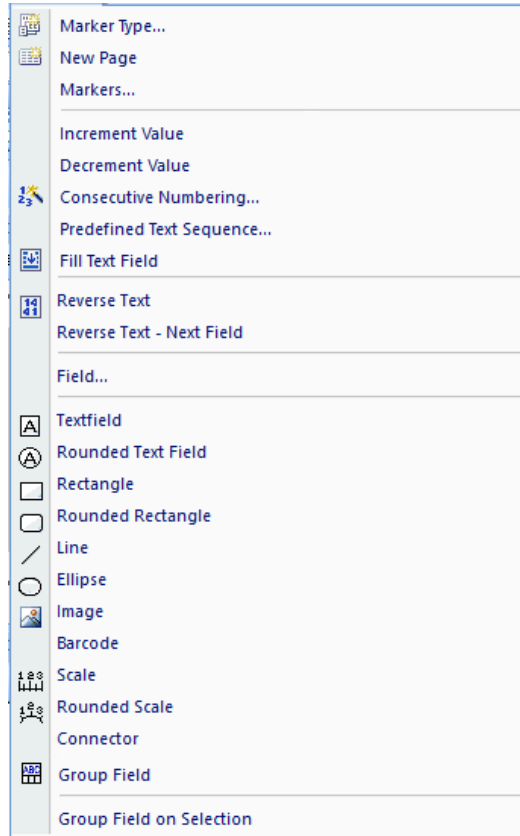 Marker Type...
New Page
Markers...
Increment Value
Decrement Value
Consecutive Numbering...
Predefined Text Sequence...
Fill Text Field
Reverse Text
Reverse Text - Next Field
Field...
Textfield
Rounded Text Field
Rectangle
Rounded Rectangle
Line
Ellipse
Image
Barcode
Scale
Rounded Scale
Connector
Group Field
Group Field on Selection